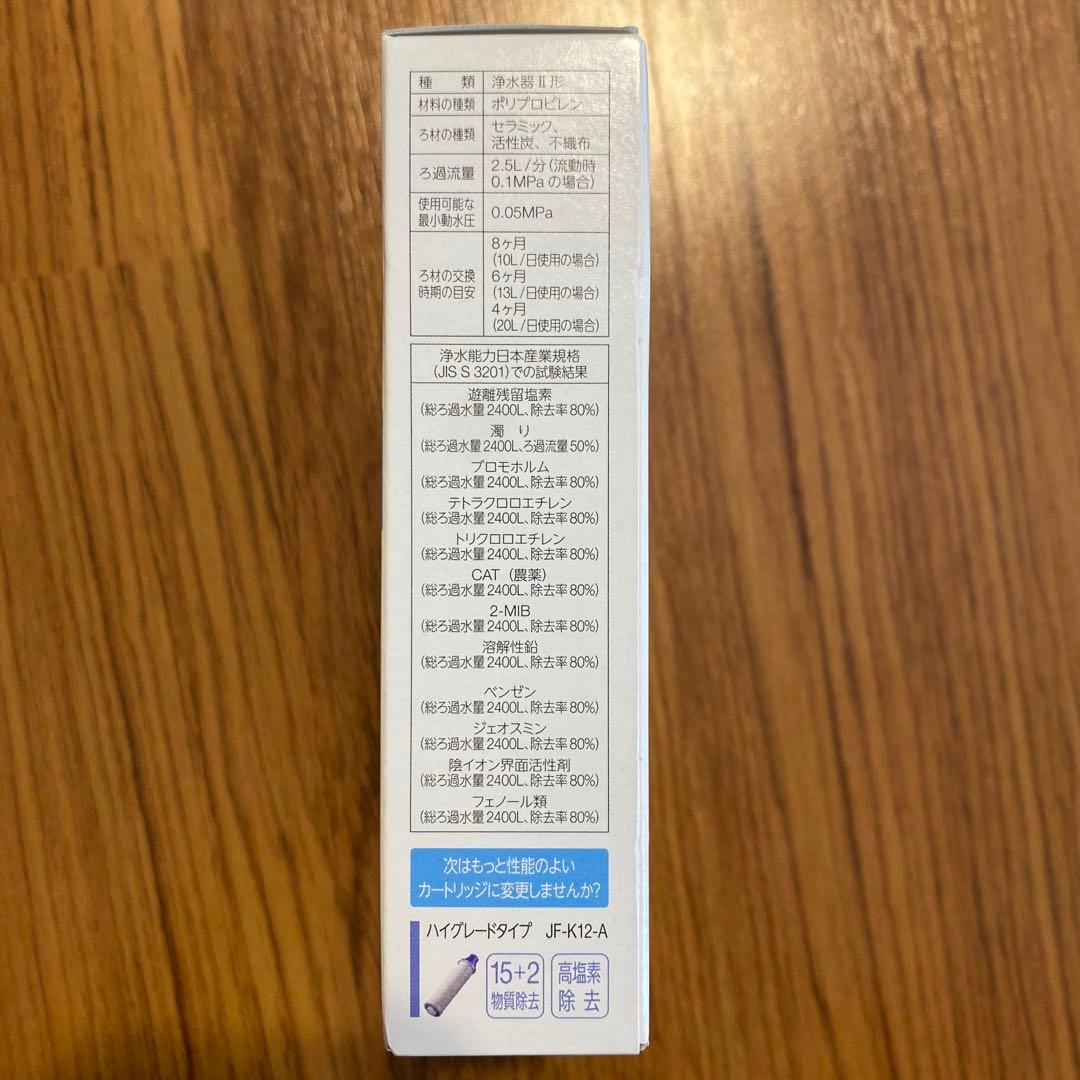 種　類　浄水器Ⅱ形
材料の種類　ポリプロピレン
ろ材の種類　セラミック、
活性炭、不織布
ろ過流量　2.5L/分(流動時
0.1MPaの場合)
使用可能な
最小動水圧　0.05MPa
ろ材の交換
時期の目安
8ヶ月
(10L/日使用の場合)
6ヶ月
(13L/日使用の場合)
4ヶ月
(20L/日使用の場合)
浄水能力日本産業規格
(JIS S 3201)での試験結果
遊離残留塩素
(総ろ過水量2400L、除去率80%)
濁　り
(総ろ過水量2400L、ろ過流量50%)
ブロモホルム
(総ろ過水量2400L、除去率80%)
テトラクロロエチレン
(総ろ過水量2400L、除去率80%)
トリクロロエチレン
(総ろ過水量2400L、除去率80%)
CAT（農薬）
(総ろ過水量2400L、除去率80%)
2-MIB
(総ろ過水量2400L、除去率80%)
溶解性鉛
(総ろ過水量2400L、除去率80%)
ベンゼン
(総ろ過水量2400L、除去率80%)
ジェオスミン
(総ろ過水量2400L、除去率80%)
陰イオン界面活性剤
(総ろ過水量2400L、除去率80%)
フェノール類
(総ろ過水量2400L、除去率80%)
次はもっと性能のよい
カートリッジに変更しませんか?
ハイグレードタイプ　JF-K12-A
15+2
物質除去
高塩素
除去